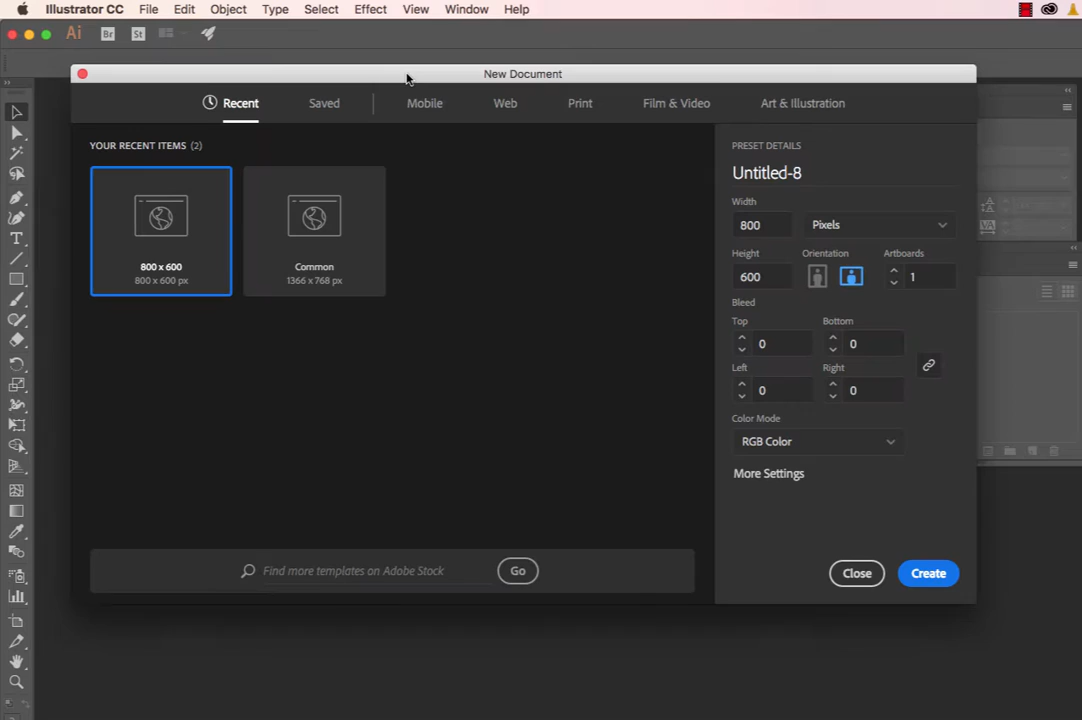 Illustrator CC File Edit Object Type Select Effect View Window Help
Ai Br St
New Document
Recent Saved Mobile Web Print Film & Video Art & Illustration
YOUR RECENT ITEMS (2)
800 x 600
800 x 600 px
Common
1366 x 768 px
Find more templates on Adobe Stock Go
PRESET DETAILS
Untitled-8
Width
800 Pixels
Height Orientation Artboards
600 1
Bleed
Top Bottom
0 0
Left Right
0 0
Color Mode
RGB Color
More Settings
Close Create